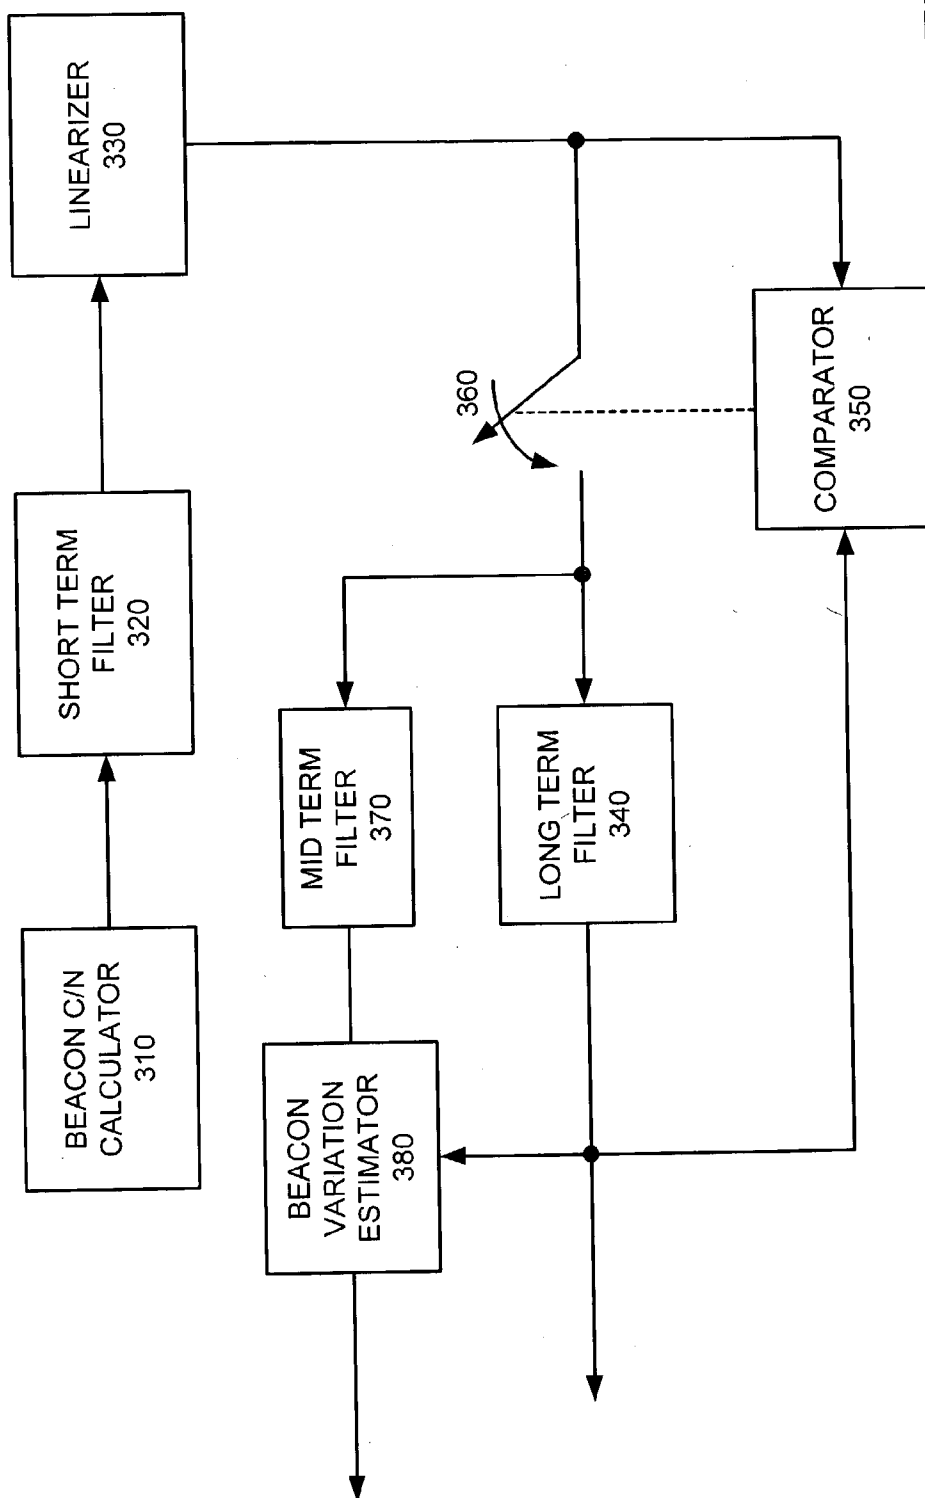 BEACON C/N
CALCULATOR
310
SHORT TERM
FILTER
320
LINEARIZER
330
BEACON
VARIATION
ESTIMATOR
380
MID TERM
FILTER
370
360
LONG TERM
FILTER
340
COMPARATOR
350